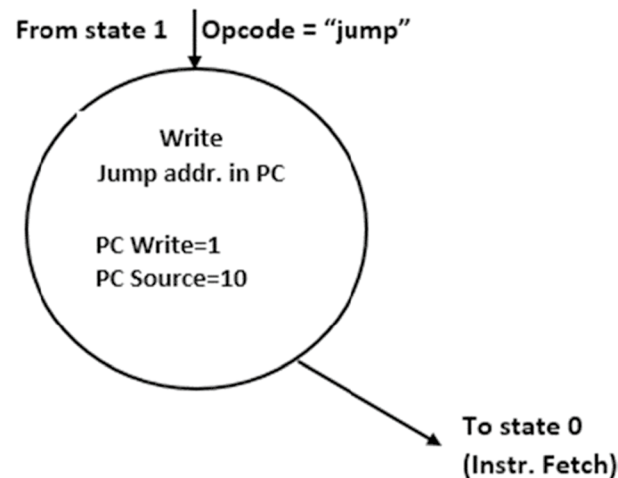 From state 1 Opcode = “jump”
Write
Jump addr. in PC
PC Write=1
PC Source=10
To state 0
(Instr. Fetch)